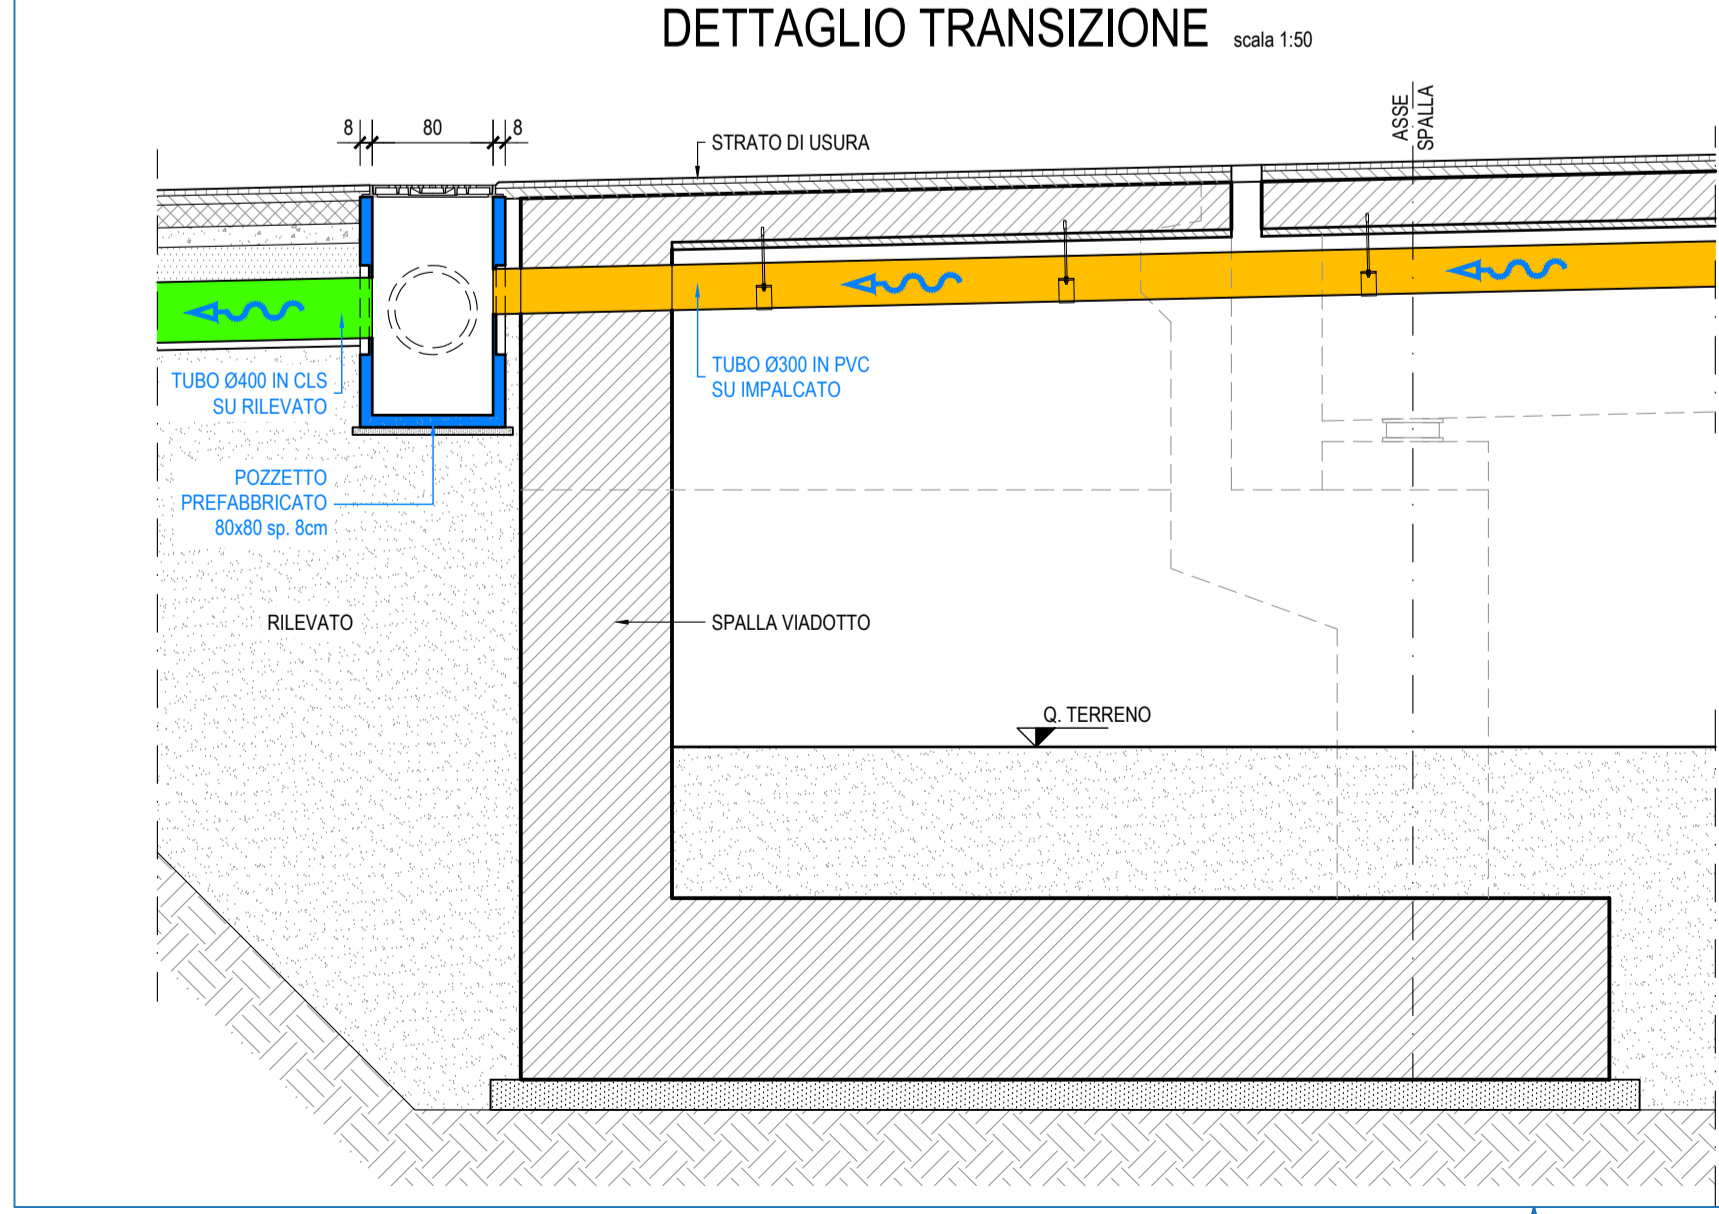 DETTAGLIO TRANSIZIONE scala 1:50
8 80 8
STRATO DI USURA
ASSE
SPALLA
TUBO Ø400 IN CLS
SU RILEVATO
TUBO Ø300 IN PVC
SU IMPALCATO
POZZETTO
PREFABBRICATO
80x80 sp. 8cm
RILEVATO
SPALLA VIADOTTO
Q. TERRENO